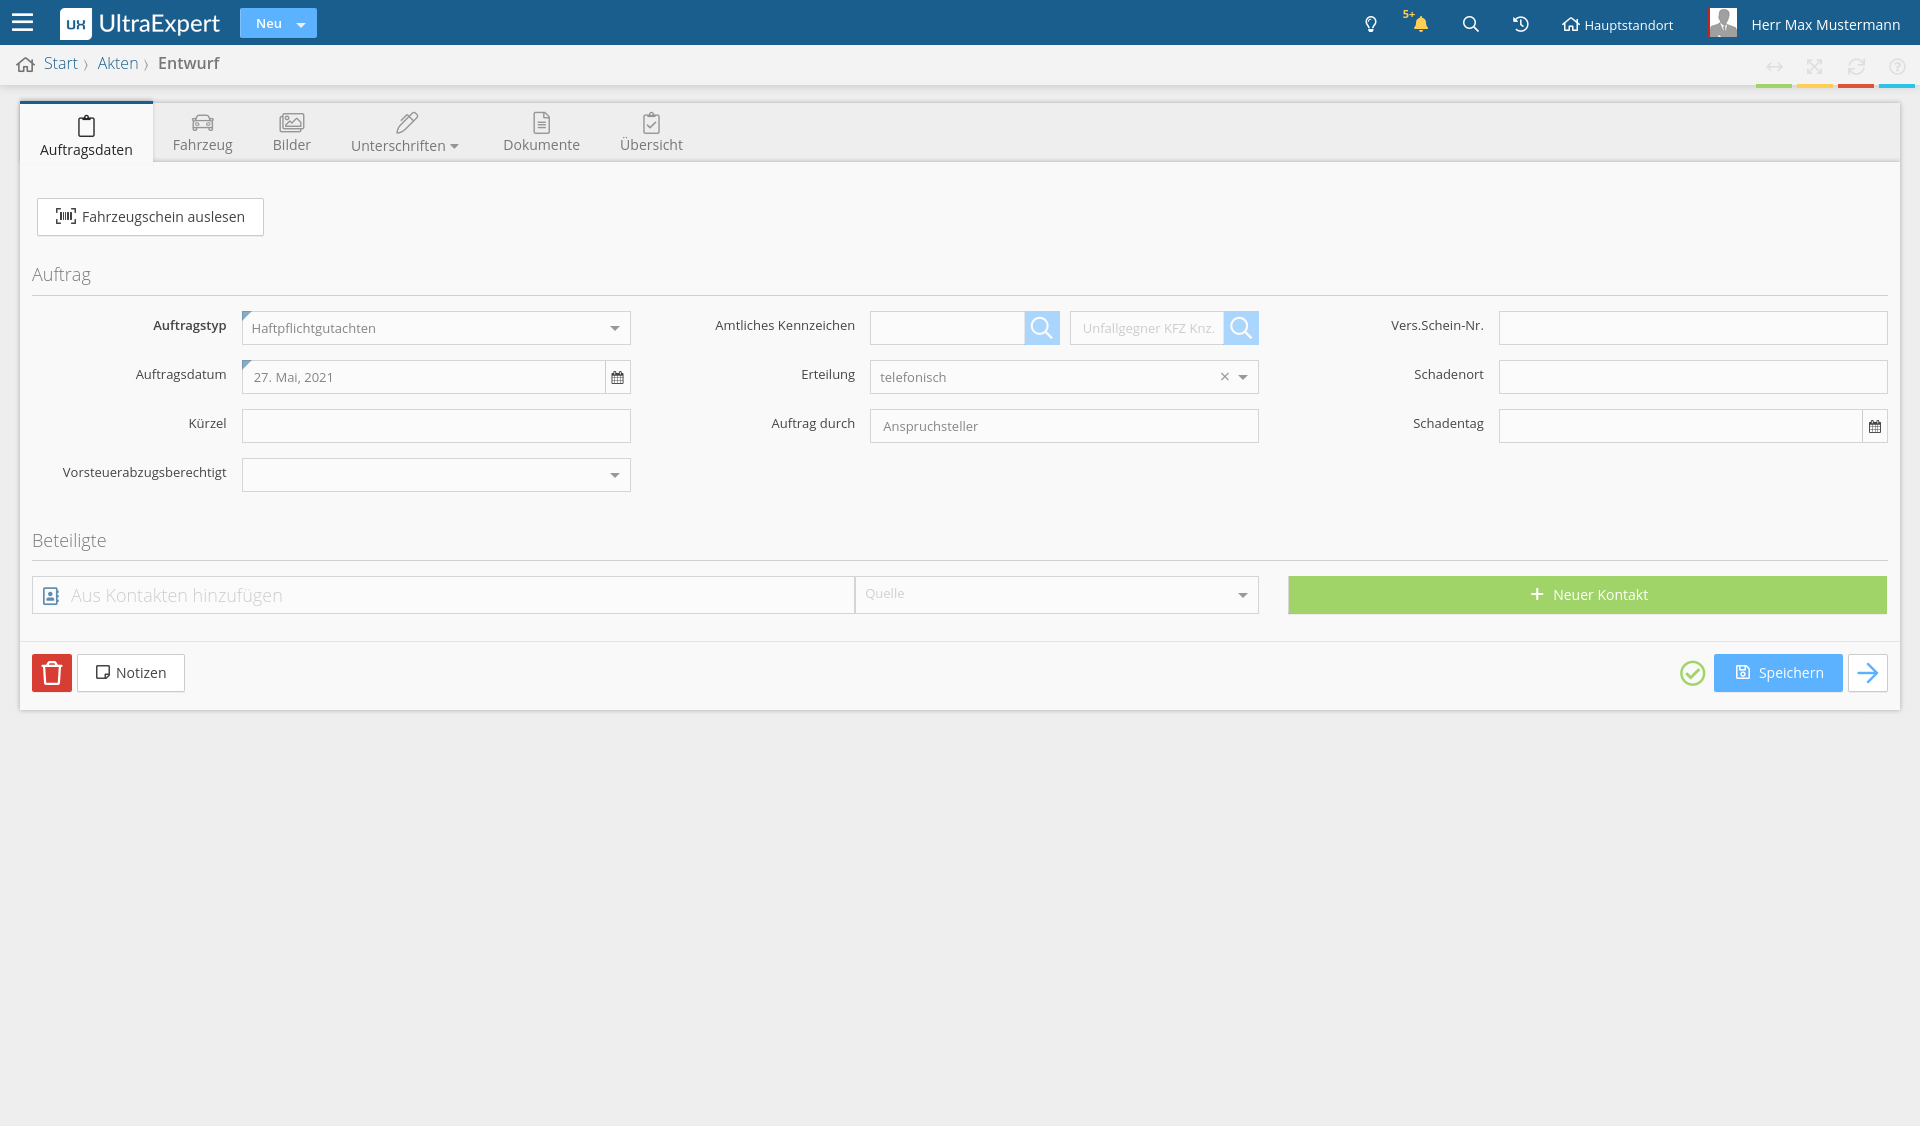 UX UltraExpert Neu 5+ Hauptstandort Herr Max Mustermann
Start Akten Entwurf
Auftragsdaten Fahrzeug Bilder Unterschriften Dokumente Übersicht
Fahrzeugschein auslesen
Auftrag
Auftragstyp Haftpflichtgutachten Amtliches Kennzeichen Unfallgegner KFZ Knz. Vers.Schein-Nr.
Auftragsdatum 27. Mai, 2021 Erteilung telefonisch × Schadenort
Kürzel Auftrag durch Anspruchsteller Schadentag
Vorsteuerabzugsberechtigt
Beteiligte
Aus Kontakten hinzufügen Quelle + Neuer Kontakt
Notizen Speichern